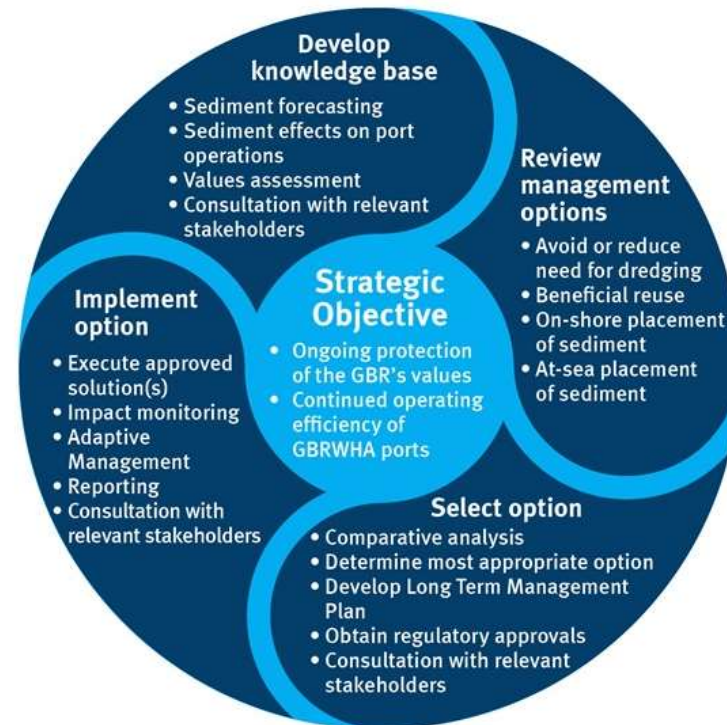 Develop
knowledge base
• Sediment forecasting
• Sediment effects on port
operations
• Values assessment
• Consultation with relevant
stakeholders
Review
management
options
• Avoid or reduce
need for dredging
• Beneficial reuse
• On-shore placement
of sediment
• At-sea placement
of sediment
Select option
• Comparative analysis
• Determine most appropriate option
• Develop Long Term Management
Plan
• Obtain regulatory approvals
• Consultation with relevant
stakeholders
Implement
option
• Execute approved
solution(s)
• Impact monitoring
• Adaptive
Management
• Reporting
• Consultation with
relevant stakeholders
Strategic
Objective
• Ongoing protection
of the GBR's values
• Continued operating
efficiency of
GBRWHA ports